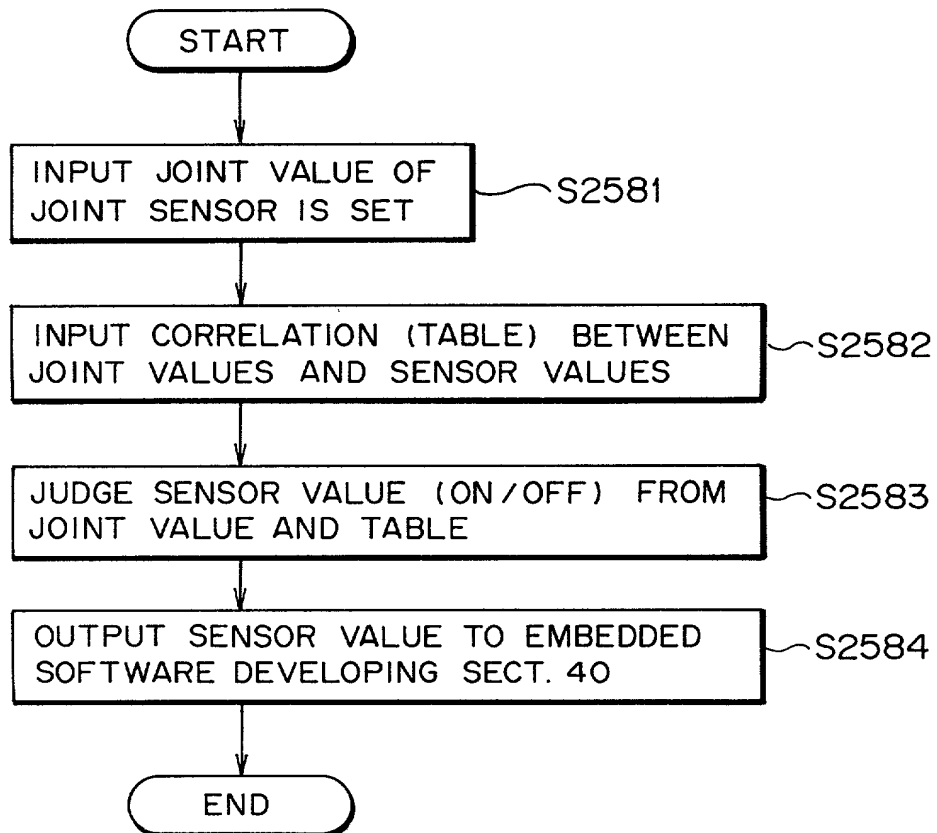 START
INPUT JOINT VALUE OF
JOINT SENSOR IS SET
S2581
INPUT CORRELATION (TABLE) BETWEEN
JOINT VALUES AND SENSOR VALUES
S2582
JUDGE SENSOR VALUE (ON/OFF) FROM
JOINT VALUE AND TABLE
S2583
OUTPUT SENSOR VALUE TO EMBEDDED
SOFTWARE DEVELOPING SECT. 40
S2584
END